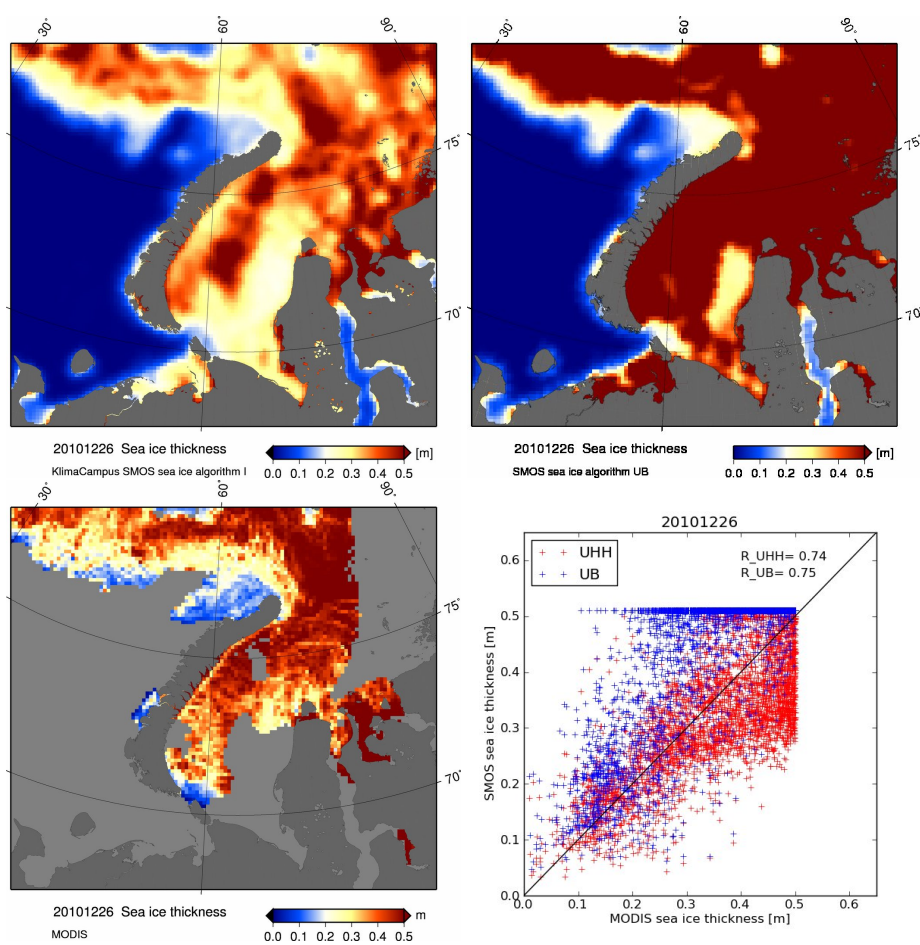 30°
60°
90°
75°
70°
20101226 Sea ice thickness
KlimaCampus SMOS sea ice algorithm I
0.0 0.1 0.2 0.3 0.4 0.5
[m]
30°
60°
90°
75°
70°
20101226 Sea ice thickness
SMOS sea ice algorithm UB
0.0 0.1 0.2 0.3 0.4 0.5
[m]
30°
60°
90°
75°
70°
20101226 Sea ice thickness
MODIS
0.0 0.1 0.2 0.3 0.4 0.5
m
20101226
UHH
UB
R_UHH= 0.74
R_UB= 0.75
SMOS sea ice thickness [m]
0.6
0.5
0.4
0.3
0.2
0.1
0.0
0.0 0.1 0.2 0.3 0.4 0.5 0.6
MODIS sea ice thickness [m]